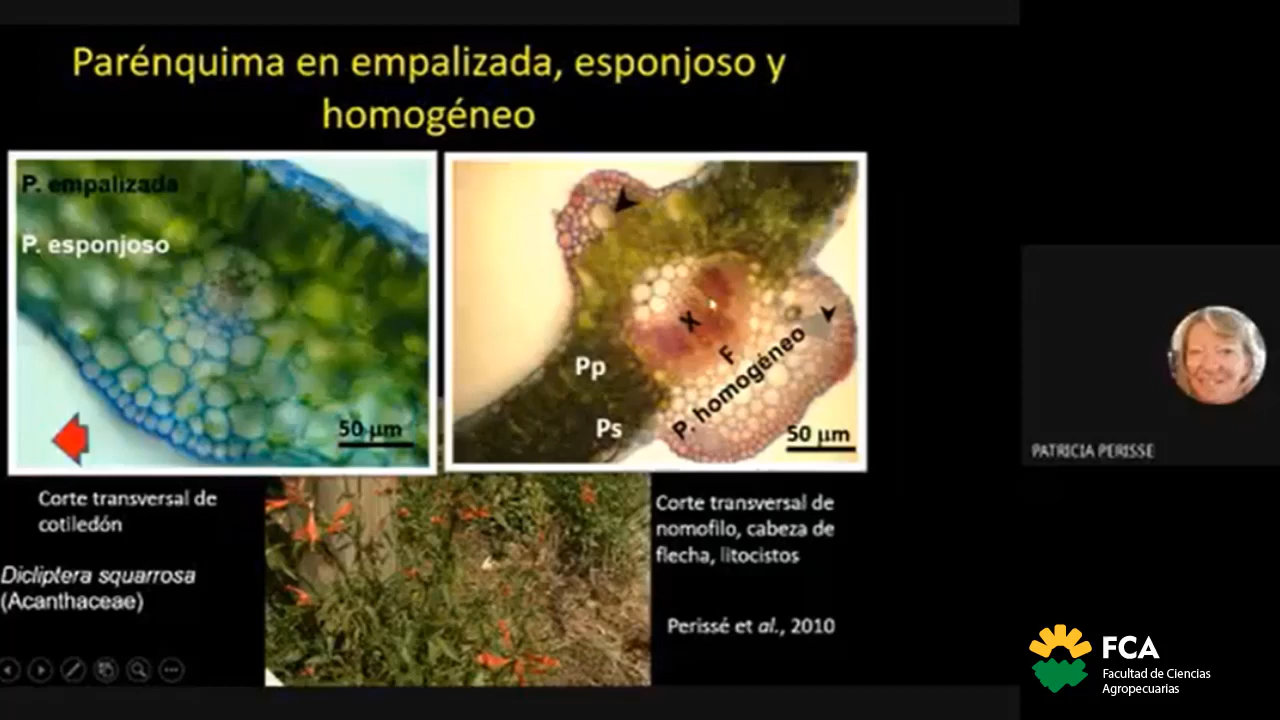 Parénquima en empalizada, esponjoso y
homogéneo
P. empalizada
P. esponjoso
50 µm
X
F
P. homogéneo
Pp
Ps
50 µm
Corte transversal de
cotiledón
Dicliptera squarrosa
(Acanthaceae)
Corte transversal de
nomofilo, cabeza de
flecha, litocistos
Perissé et al., 2010
PATRICIA PERISSE
FCA
Facultad de Ciencias
Agropecuarias